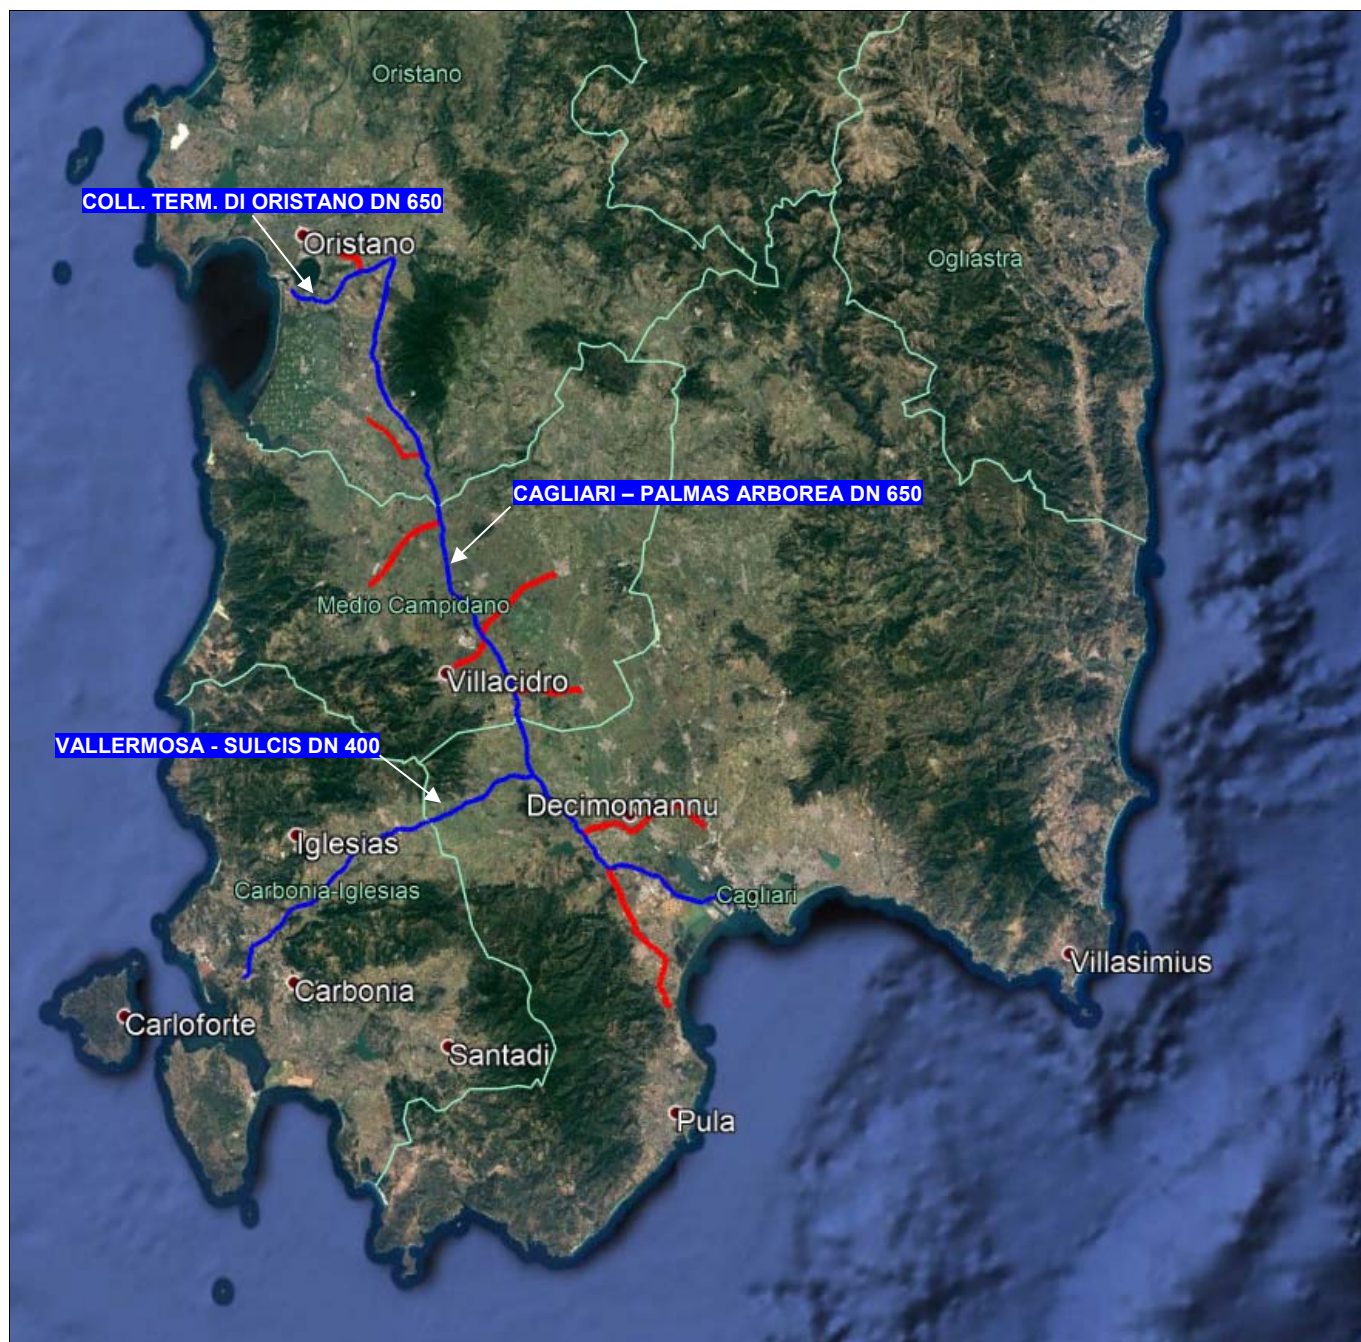 Oristano
COLL. TERM. DI ORISTANO DN 650
Oristano
Ogliastra
CAGLIARI – PALMAS ARBOREA DN 650
Medio Campidano
Villacidro
VALLERMOSA - SULCIS DN 400
Decimomannu
Iglesias
Carbonia-Iglesias
Cagliari
Villasimius
Carbonia
Carloforte
Santadi
Pula